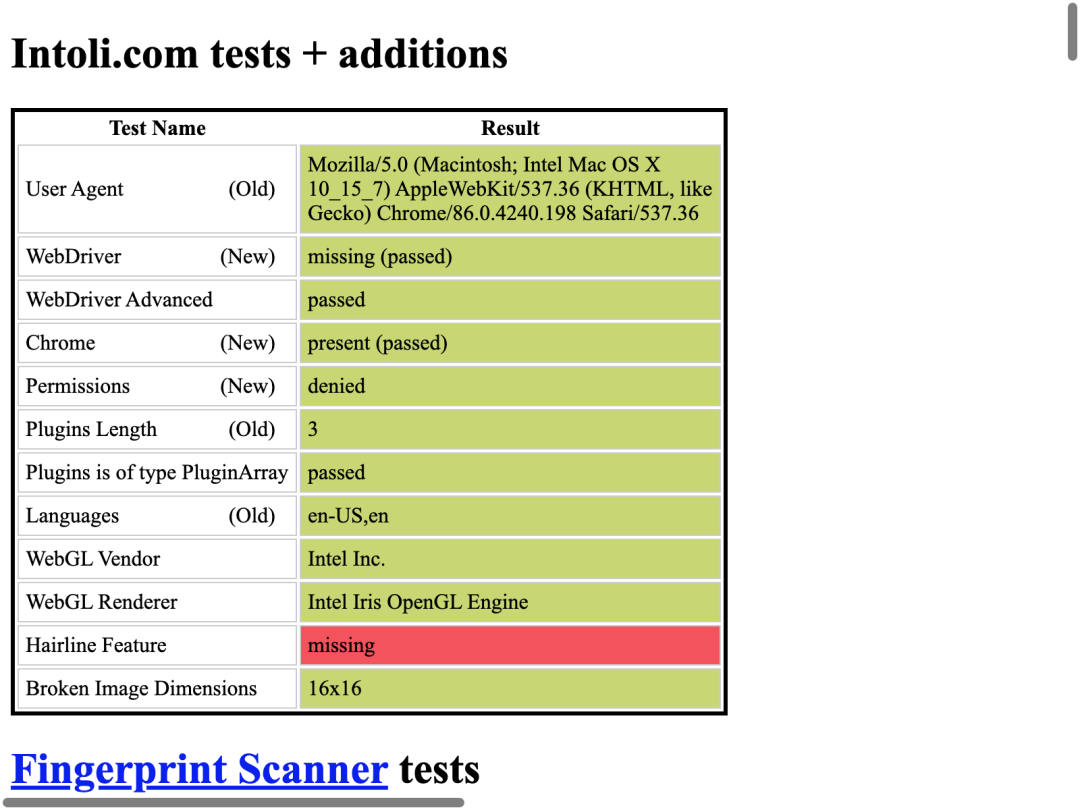 Intoli.com tests + additions
Test Name Result
User Agent (Old) Mozilla/5.0 (Macintosh; Intel Mac OS X
10_15_7) AppleWebKit/537.36 (KHTML, like
Gecko) Chrome/86.0.4240.198 Safari/537.36
WebDriver (New) missing (passed)
WebDriver Advanced passed
Chrome (New) present (passed)
Permissions (New) denied
Plugins Length (Old) 3
Plugins is of type PluginArray passed
Languages (Old) en-US,en
WebGL Vendor Intel Inc.
WebGL Renderer Intel Iris OpenGL Engine
Hairline Feature missing
Broken Image Dimensions 16x16
Fingerprint Scanner tests